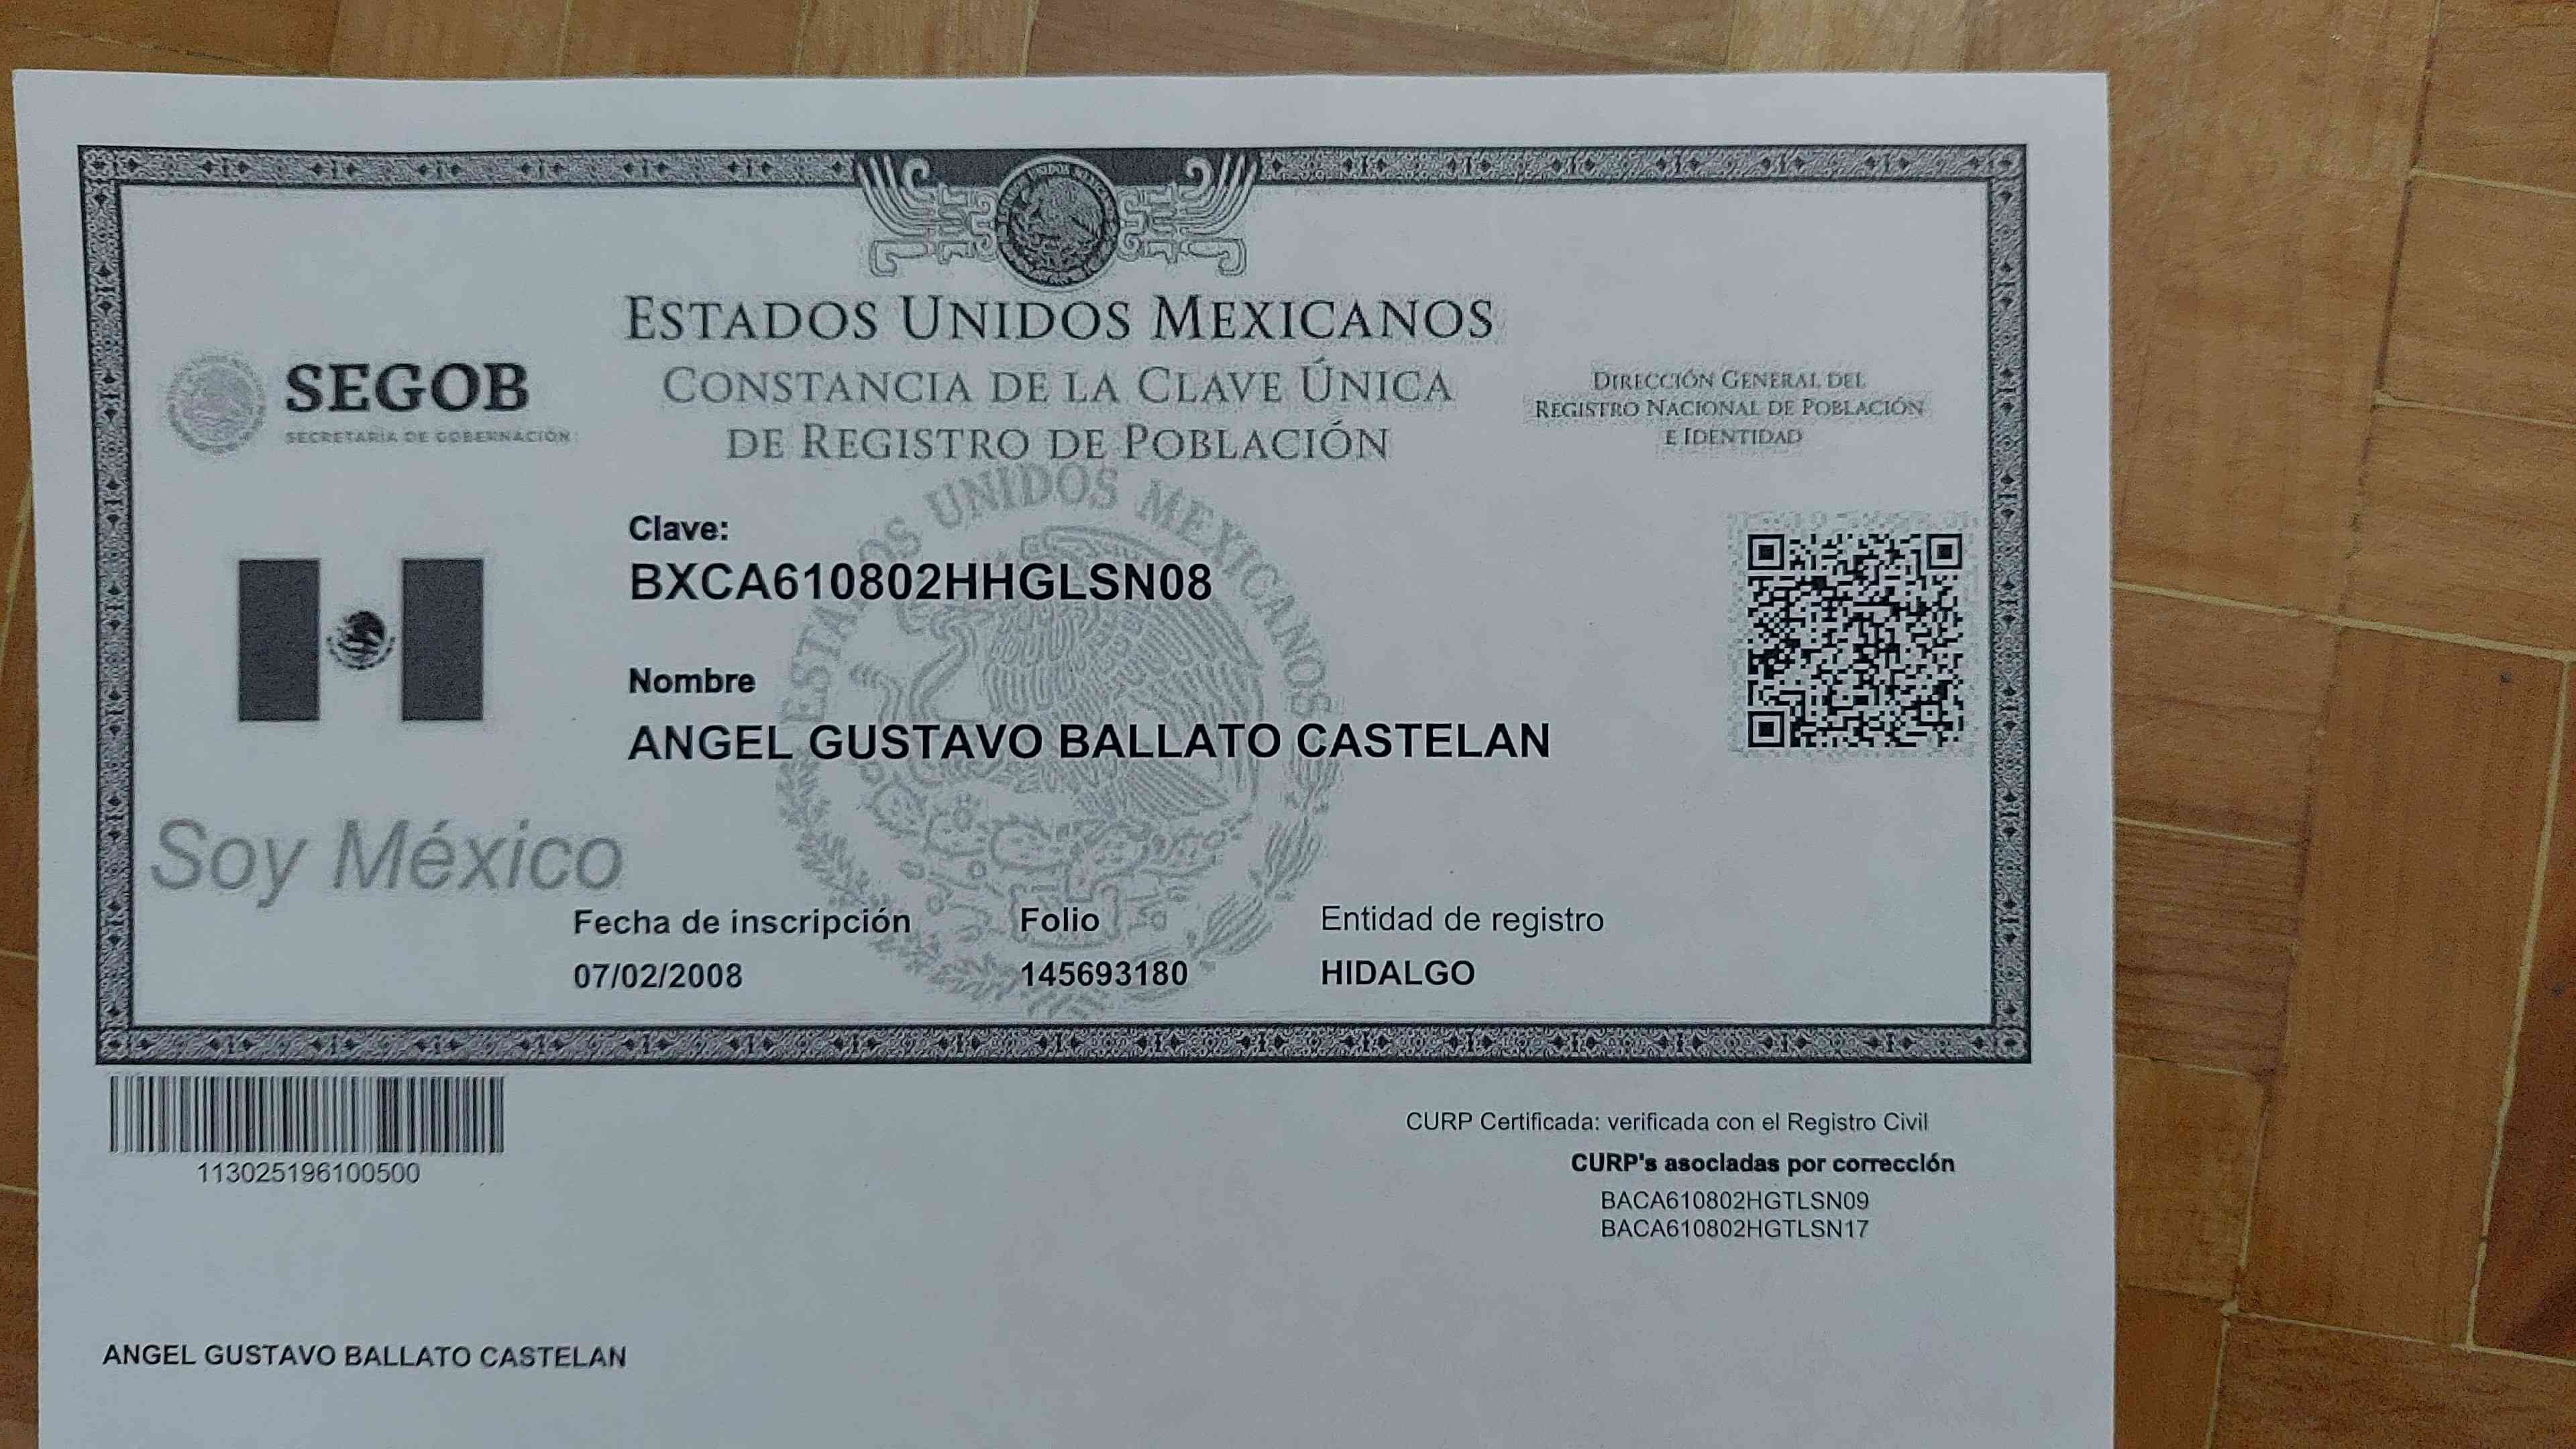 ESTADOS UNIDOS MEXICANOS
CONSTANCIA DE LA CLAVE ÚNICA
DE REGISTRO DE POBLACIÓN
SEGOB
SECRETARÍA DE GOBERNACIÓN
DIRECCIÓN GENERAL DEL
REGISTRO NACIONAL DE POBLACIÓN
E IDENTIDAD
ESTADOS UNIDOS MEXICANOS
Clave:
BXCA610802HHGLSN08
Nombre
ANGEL GUSTAVO BALLATO CASTELAN
Soy México
Fecha de inscripción Folio Entidad de registro
07/02/2008 145693180 HIDALGO
113025196100500
CURP Certificada: verificada con el Registro Civil
CURP's asociadas por corrección
BACA610802HGTLSN09
BACA610802HGTLSN17
ANGEL GUSTAVO BALLATO CASTELAN